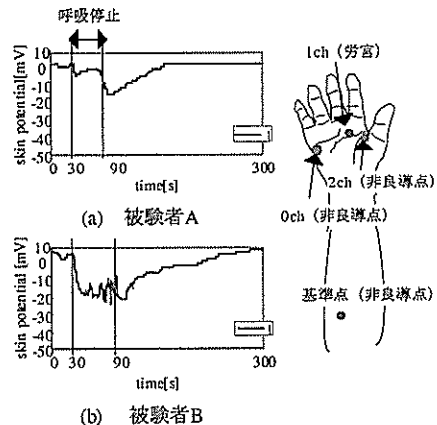 呼吸停止
skin potential[mV]
10
0
-10
-20
-30
-40
-50
0 30 90 300
time[s]
(a) 被験者A
skin potential [mV]
10
0
-10
-20
-30
-40
-50
0 30 90 300
time[s]
(b) 被験者B
1ch (労宮)
2ch (非良導点)
0ch (非良導点)
基準点 (非良導点)